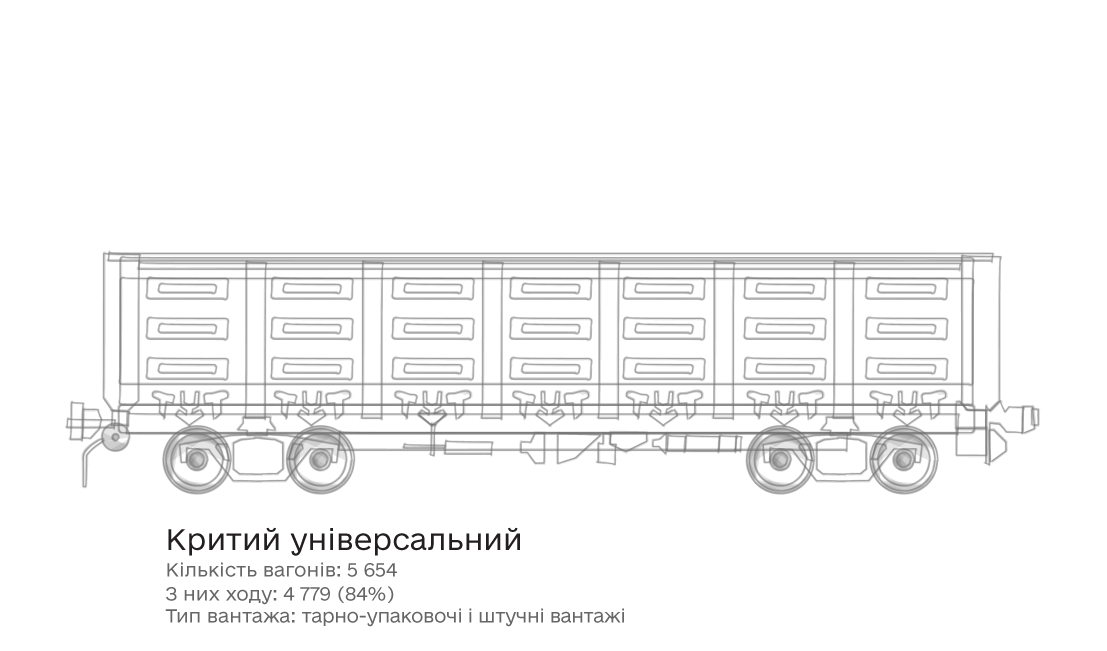 Критий універсальний
Кількість вагонів: 5 654
З них ходу: 4 779 (84%)
Тип вантажа: тарно-упаковочі і штучні вантажі